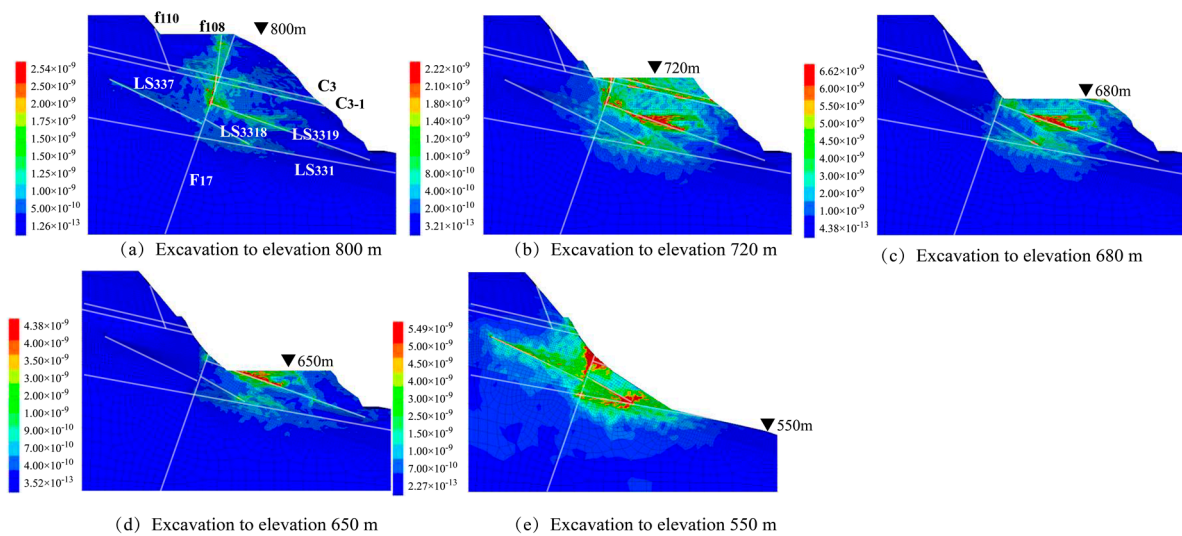 f110
f108
▼ 800m
2.54×10-9
2.50×10-9
2.00×10-9
1.75×10-9
1.50×10-9
1.50×10-9
1.25×10-9
1.00×10-9
5.00×10-10
1.26×10-13
LS337
C3
C3-1
LS3318
LS3319
LS331
F17
(a) Excavation to elevation 800 m
▼ 720m
2.22×10-9
2.10×10-9
1.80×10-9
1.40×10-9
1.00×10-9
1.20×10-9
8.00×10-10
4.00×10-10
2.00×10-10
3.21×10-13
(b) Excavation to elevation 720 m
▼ 680m
6.62×10-9
6.00×10-9
5.00×10-9
5.00×10-9
4.50×10-9
4.00×10-9
3.00×10-9
2.00×10-9
1.00×10-9
4.38×10-13
(c) Excavation to elevation 680 m
▼ 650m
4.38×10-9
4.00×10-9
3.50×10-9
3.00×10-9
2.00×10-9
1.00×10-9
9.00×10-10
7.00×10-10
4.00×10-10
3.52×10-13
(d) Excavation to elevation 650 m
▼ 550m
5.49×10-9
5.00×10-9
4.50×10-9
4.00×10-9
3.00×10-9
2.50×10-9
1.50×10-9
1.00×10-9
7.00×10-10
2.27×10-13
(e) Excavation to elevation 550 m